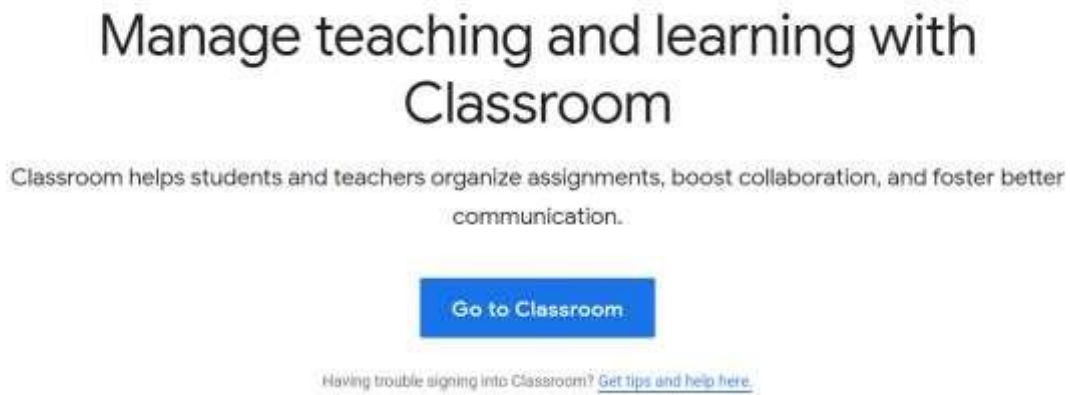 Manage teaching and learning with
Classroom
Classroom helps students and teachers organize assignments, boost collaboration, and foster better
communication.
Go to Classroom
Having trouble signing into Classroom? Get tips and help here.